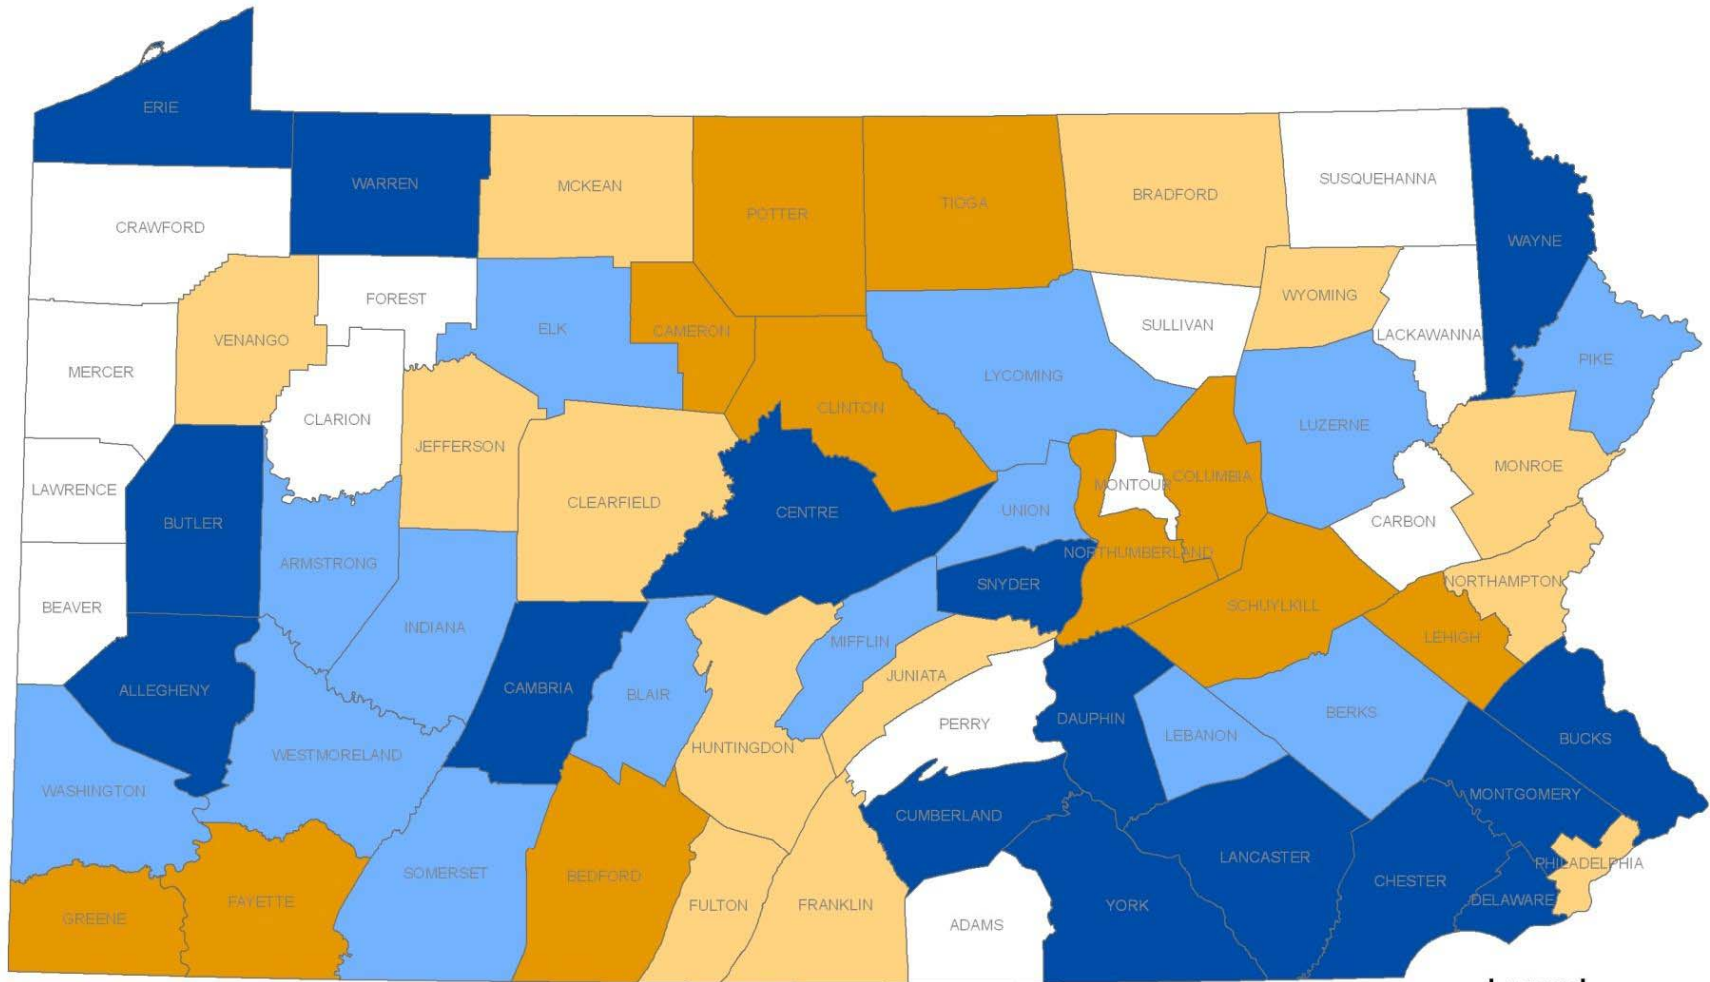 ERIE
WARREN
MCKEAN
POTTER
TIOGA
BRADFORD
SUSQUEHANNA
WAYNE
CRAWFORD
FOREST
ELK
CAMERON
WYOMING
SULLIVAN
LACKAWANNA
PIKE
VENANGO
MERCER
CLARION
JEFFERSON
CLINTON
LYCOMING
LUZERNE
MONROE
LAWRENCE
BUTLER
CLEARFIELD
CENTRE
UNION
MONTOUR
COLUMBIA
CARBON
ARMSTRONG
NORTHUMBERLAND
SNYDER
NORTHAMPTON
BEAVER
INDIANA
MIFFLIN
SCHUYLKILL
LEHIGH
ALLEGHENY
CAMBRIA
BLAIR
JUNIATA
PERRY
DAUPHIN
LEBANON
BERKS
BUCKS
WASHINGTON
WESTMORELAND
HUNTINGDON
CUMBERLAND
MONTGOMERY
LANCASTER
CHESTER
PHILADELPHIA
DELAWARE
GREENE
FAYETTE
SOMERSET
BEDFORD
FULTON
FRANKLIN
ADAMS
YORK